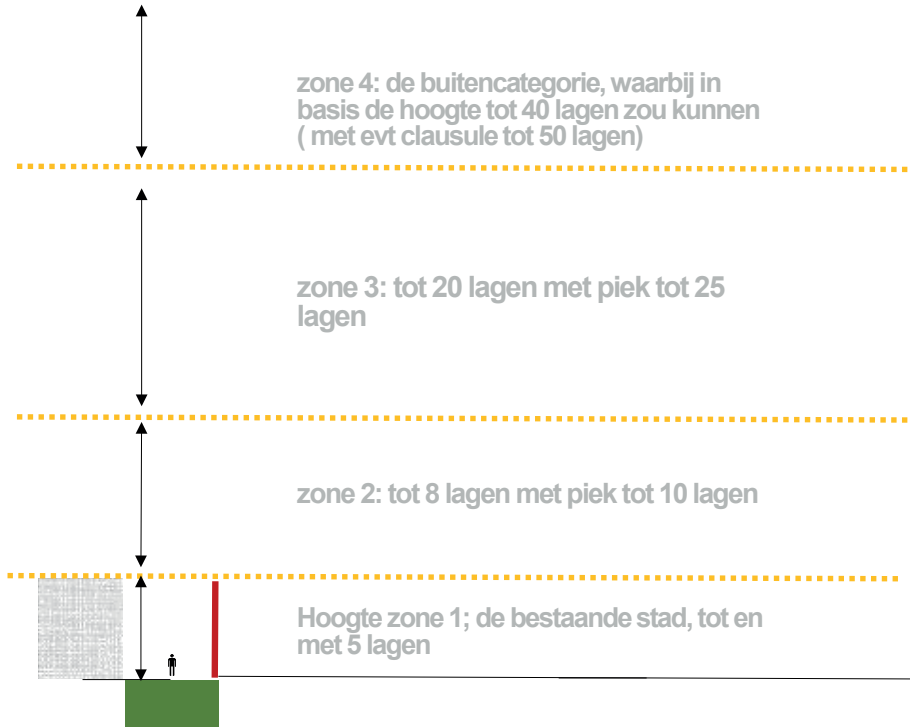 zone 4: de buitencategorie, waarbij in
basis de hoogte tot 40 lagen zou kunnen
( met evt clausule tot 50 lagen)
zone 3: tot 20 lagen met piek tot 25
lagen
zone 2: tot 8 lagen met piek tot 10 lagen
Hoogte zone 1; de bestaande stad, tot en
met 5 lagen